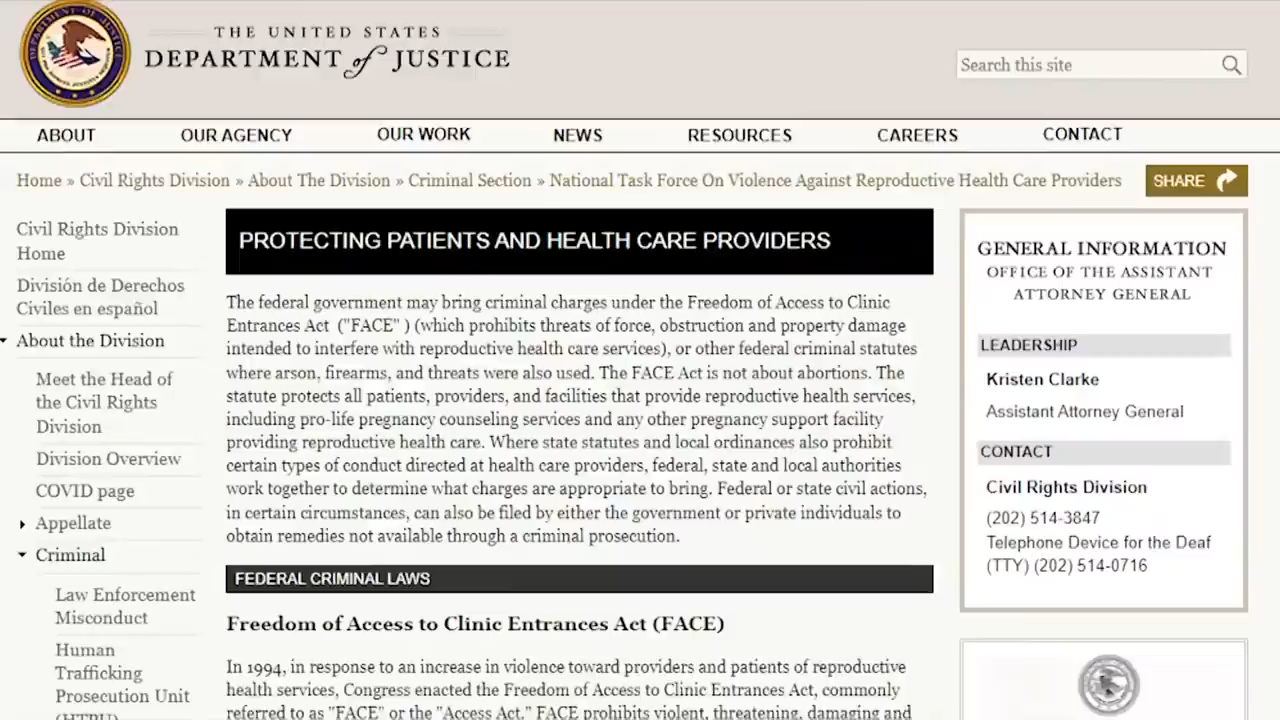 THE UNITED STATES
DEPARTMENT of JUSTICE
Search this site
ABOUT
OUR AGENCY
OUR WORK
NEWS
RESOURCES
CAREERS
CONTACT
Home » Civil Rights Division » About The Division » Criminal Section » National Task Force On Violence Against Reproductive Health Care Providers
SHARE
Civil Rights Division
Home
División de Derechos
Civiles en español
About the Division
Meet the Head of
the Civil Rights
Division
Division Overview
COVID page
Appellate
Criminal
Law Enforcement
Misconduct
Human
Trafficking
Prosecution Unit
(HTPU)
PROTECTING PATIENTS AND HEALTH CARE PROVIDERS
The federal government may bring criminal charges under the Freedom of Access to Clinic
Entrances Act ("FACE" ) (which prohibits threats of force, obstruction and property damage
intended to interfere with reproductive health care services), or other federal criminal statutes
where arson, firearms, and threats were also used. The FACE Act is not about abortions. The
statute protects all patients, providers, and facilities that provide reproductive health services,
including pro-life pregnancy counseling services and any other pregnancy support facility
providing reproductive health care. Where state statutes and local ordinances also prohibit
certain types of conduct directed at health care providers, federal, state and local authorities
work together to determine what charges are appropriate to bring. Federal or state civil actions,
in certain circumstances, can also be filed by either the government or private individuals to
obtain remedies not available through a criminal prosecution.
FEDERAL CRIMINAL LAWS
Freedom of Access to Clinic Entrances Act (FACE)
In 1994, in response to an increase in violence toward providers and patients of reproductive
health services, Congress enacted the Freedom of Access to Clinic Entrances Act, commonly
referred to as "FACE" or the "Access Act." FACE prohibits violent, threatening, damaging and
GENERAL INFORMATION
OFFICE OF THE ASSISTANT
ATTORNEY GENERAL
LEADERSHIP
Kristen Clarke
Assistant Attorney General
CONTACT
Civil Rights Division
(202) 514-3847
Telephone Device for the Deaf
(TTY) (202) 514-0716